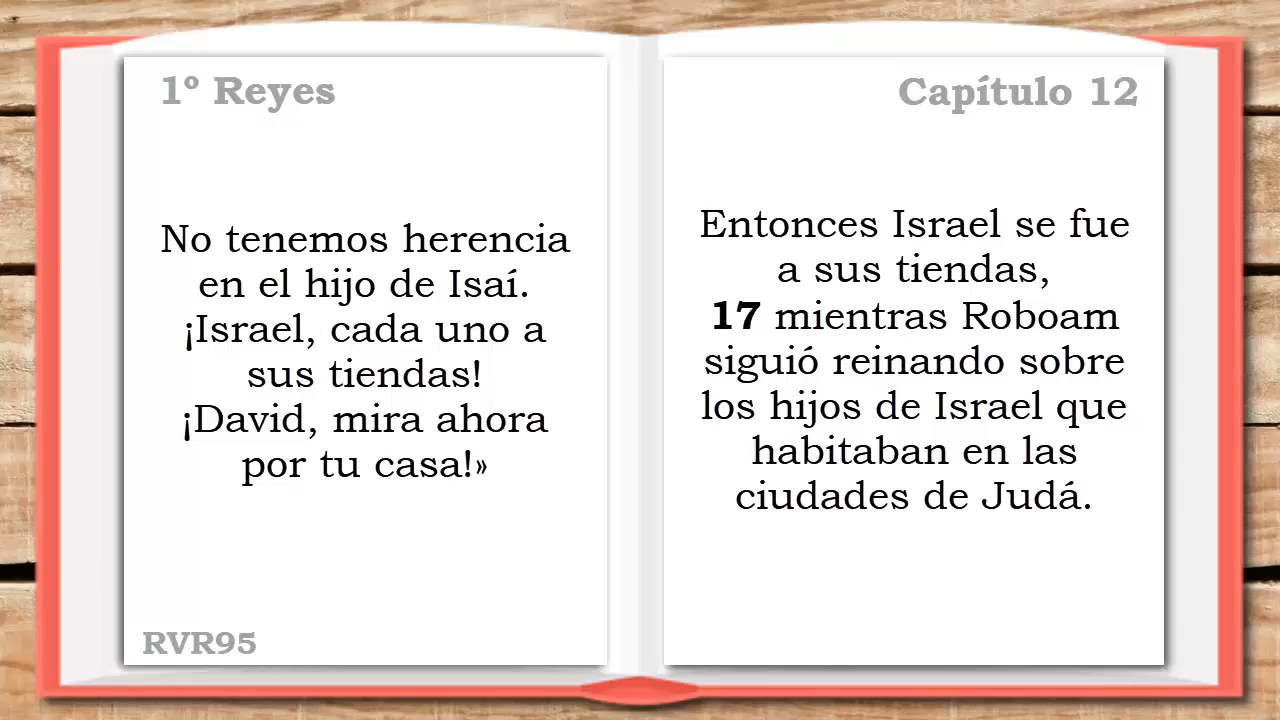 1º Reyes
No tenemos herencia
en el hijo de Isaí.
¡Israel, cada uno a
sus tiendas!
¡David, mira ahora
por tu casa!»
RVR95
Capítulo 12
Entonces Israel se fue
a sus tiendas,
17 mientras Roboam
siguió reinando sobre
los hijos de Israel que
habitaban en las
ciudades de Judá.